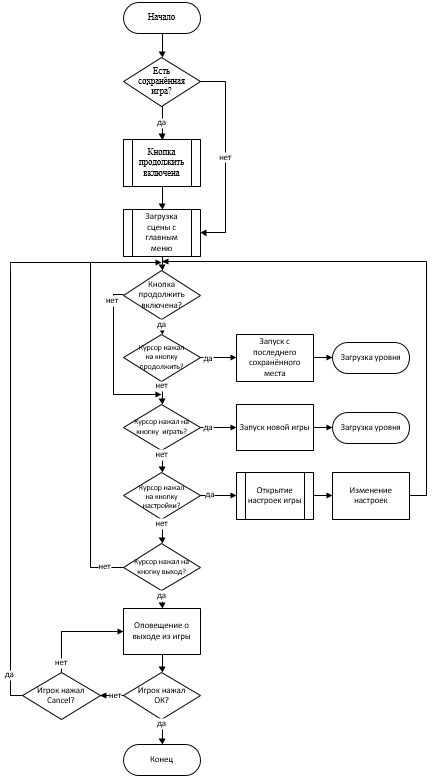 Начало
Есть
сохранённая
игра?
да
нет
Кнопка
продолжить
включена
Загрузка
сцены с
главным
меню
Кнопка
продолжить
включена?
нет
да
Курсор нажал
на кнопку
продолжить?
да
Запуск с
последнего
сохранённого
места
Загрузка уровня
нет
Курсор нажал на
кнопку играть?
да
Запуск новой игры
Загрузка уровня
нет
Курсор нажал
на кнопку
настройки?
да
Открытие
настроек игры
Изменение
настроек
нет
Курсор нажал на
кнопку выход?
нет
да
Оповещение о
выходе из игры
нет
да
Игрок нажал
Cancel?
нет
Игрок нажал
ОК?
да
Конец